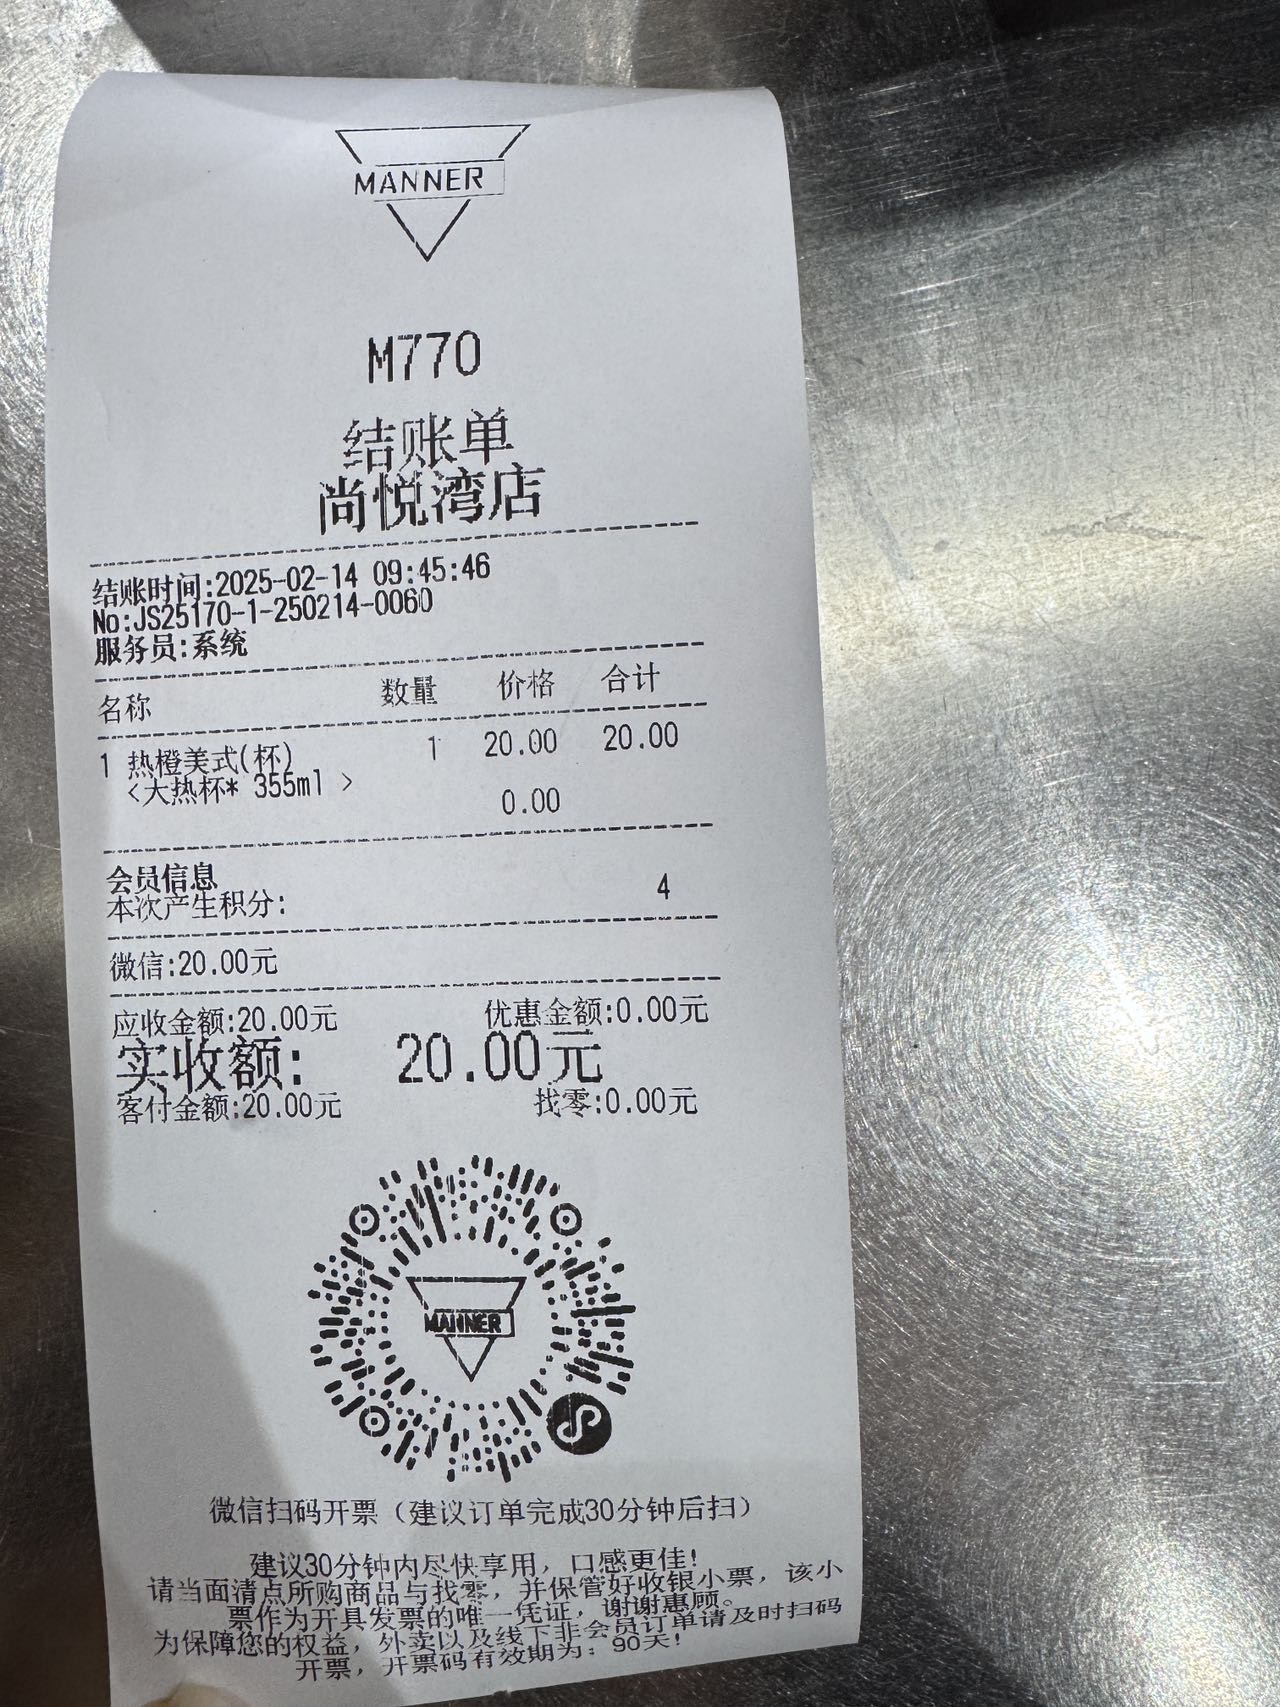 MANNER
M770
结账单
尚悦湾店
结账时间:2025-02-14 09:45:46
No:JS25170-1-250214-0060
服务员:系统
名称 数量 价格 合计
1 热橙美式(杯) 1 20.00 20.00
<大热杯* 355ml > 0.00
会员信息
本次产生积分: 4
微信:20.00元
应收金额:20.00元 优惠金额:0.00元
实收额: 20.00元
客付金额:20.00元 找零:0.00元
MANNER
微信扫码开票（建议订单完成30分钟后扫）
建议30分钟内尽快享用，口感更佳！
请当面清点所购商品与找零，并保管好收银小票，该小
票作为开具发票的唯一凭证，谢谢惠顾。
为保障您的权益，外卖以及线下非会员订单请及时扫码
开票，开票码有效期为：90天！